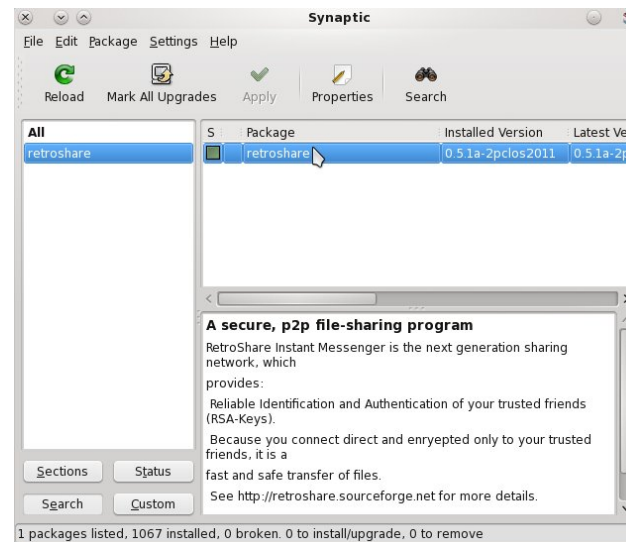 Synaptic
File Edit Package Settings Help
Reload Mark All Upgrades Apply Properties Search
All
retroshare
S Package Installed Version Latest Ve
retroshare 0.5.1a-2pclos2011 0.5.1a-2p
A secure, p2p file-sharing program
RetroShare Instant Messenger is the next generation sharing
network, which
provides:
Reliable Identification and Authentication of your trusted friends
(RSA-Keys).
Because you connect direct and enryepted only to your trusted
friends, it is a
fast and safe transfer of files.
See http://retroshare.sourceforge.net for more details.
Sections Status
Search Custom
1 packages listed, 1067 installed, 0 broken. 0 to install/upgrade, 0 to remove